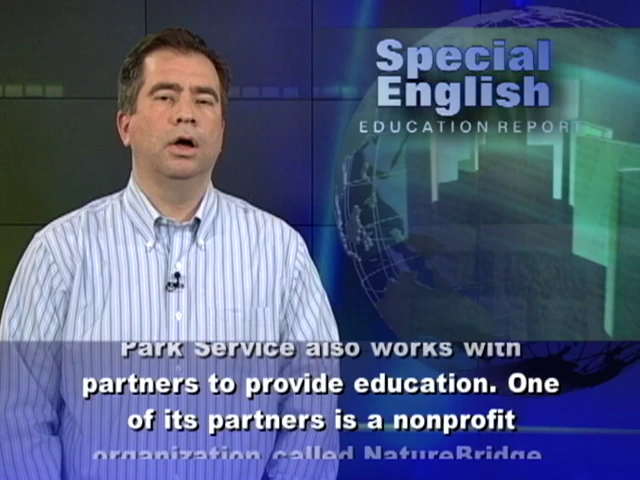 Special
English
EDUCATION REPORT
Park Service also works with
partners to provide education. One
of its partners is a nonprofit
organization called NatureBridge.